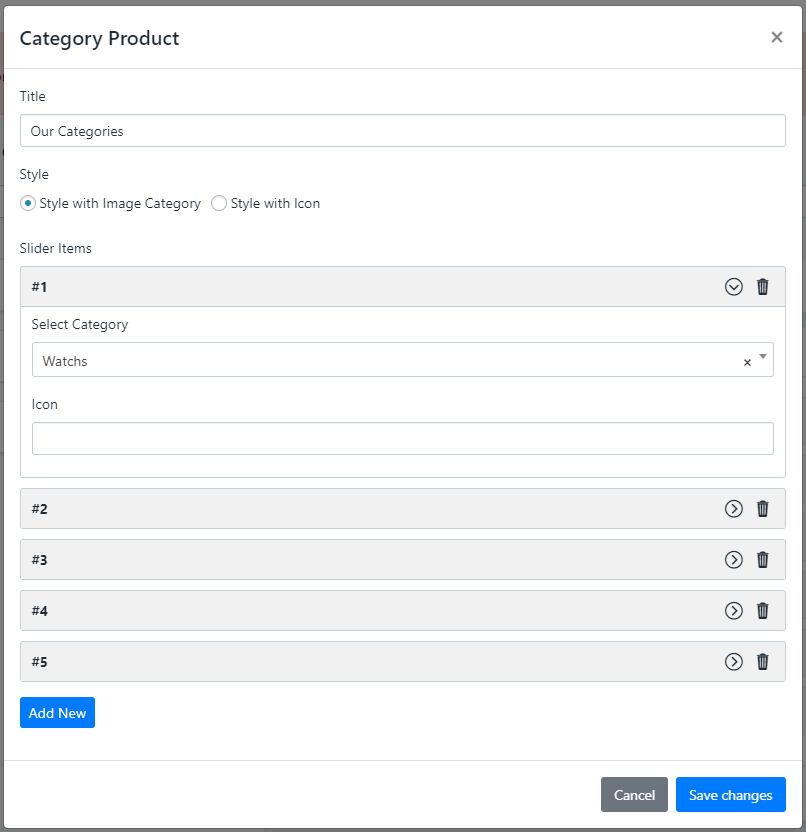 Category Product ×
Title
Our Categories
Style
Style with Image Category Style with Icon
Slider Items
#1
Select Category
Watchs ×
Icon
#2
#3
#4
#5
Add New
Cancel Save changes